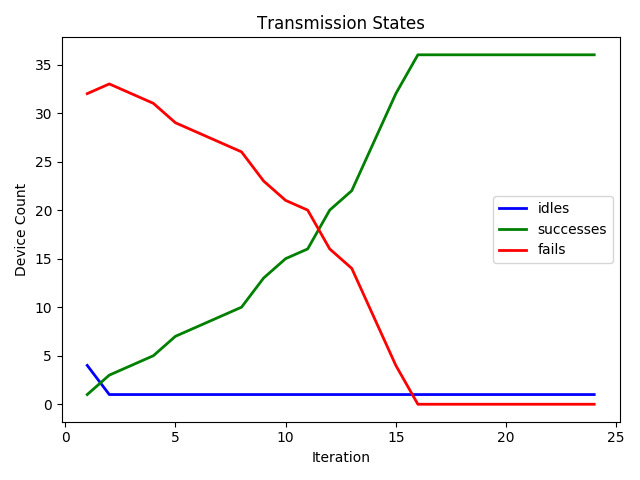 Transmission States
Device Count
35
30
25
20
15
10
5
0
idles
successes
fails
0 5 10 15 20 25
Iteration